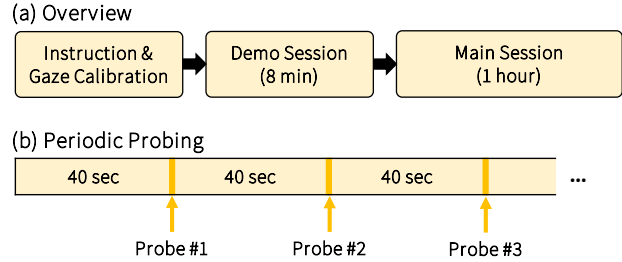 (a) Overview
Instruction &
Gaze Calibration
Demo Session
(8 min)
Main Session
(1 hour)
(b) Periodic Probing
40 sec 40 sec 40 sec ...
Probe #1 Probe #2 Probe #3